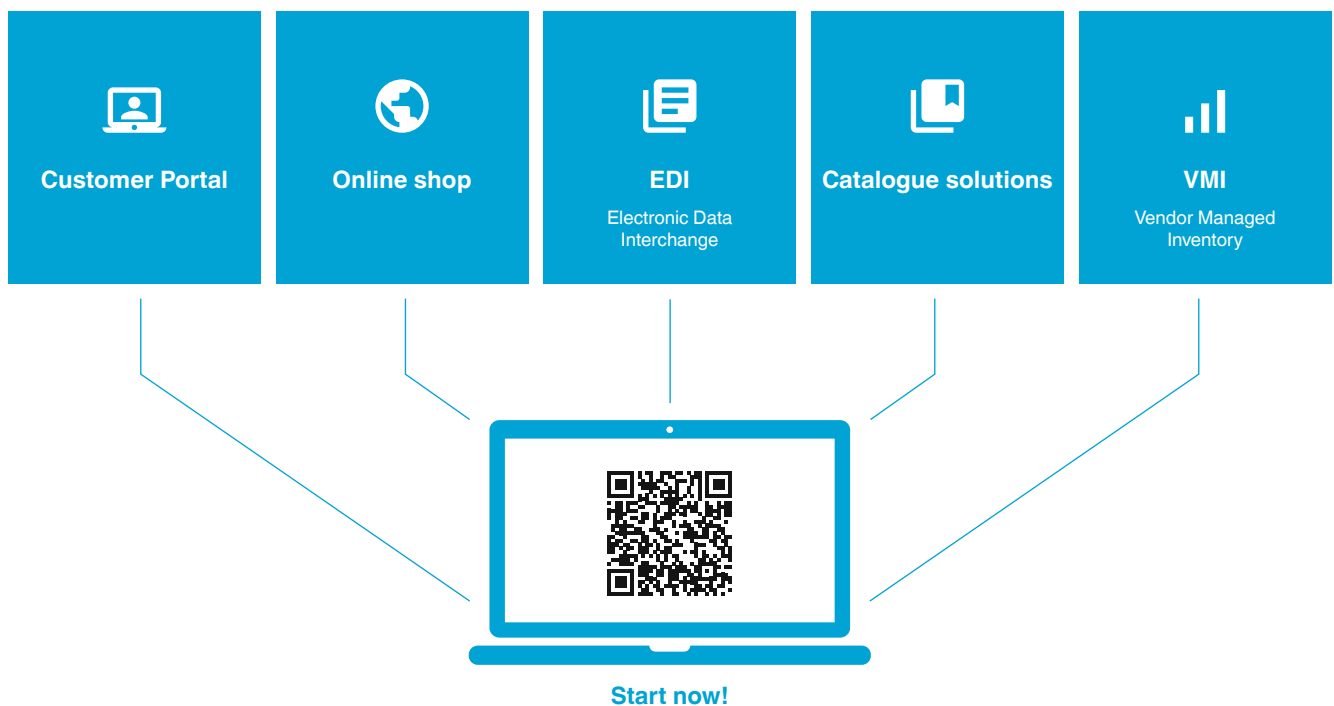 Customer Portal
Online shop
EDI
Electronic Data
Interchange
Catalogue solutions
VMI
Vendor Managed
Inventory
Start now!